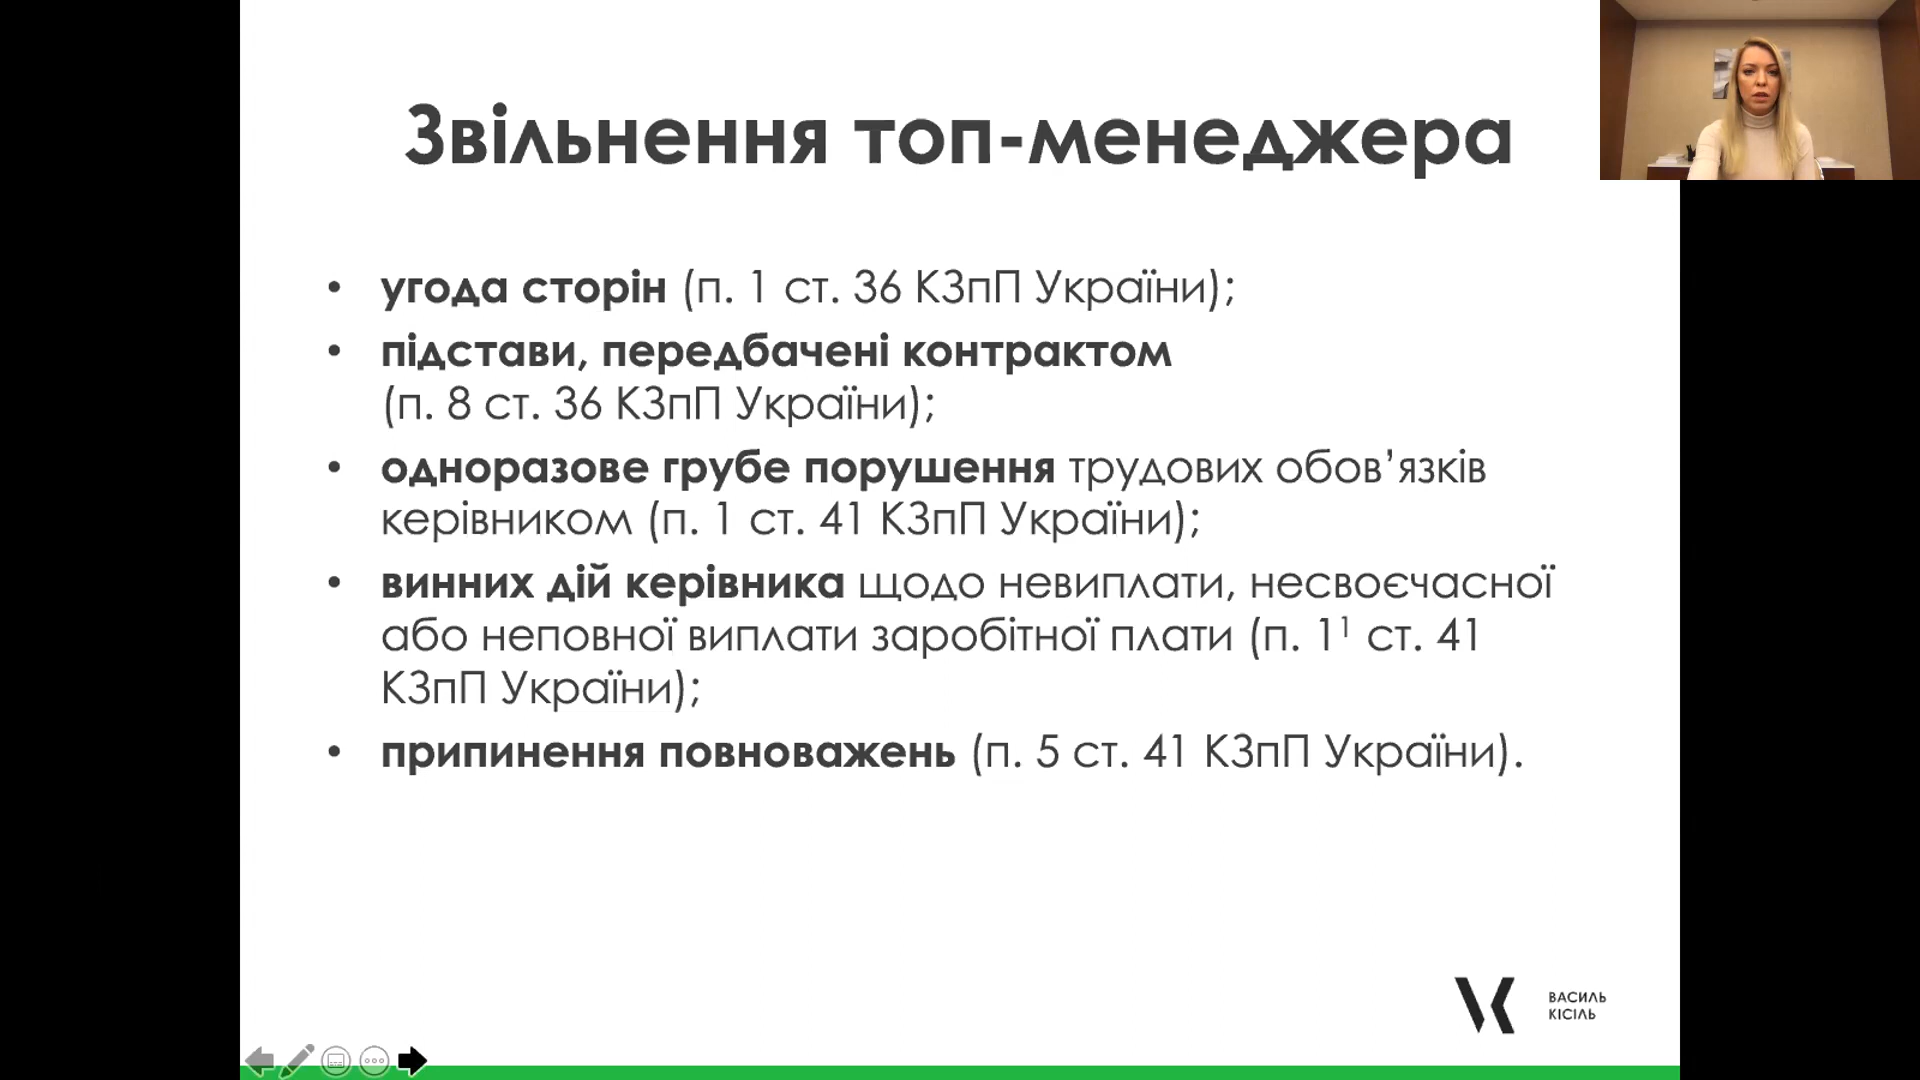 Звільнення топ-менеджера
• угода сторін (п. 1 ст. 36 КЗпП України);
• підстави, передбачені контрактом
(п. 8 ст. 36 КЗпП України);
• одноразове грубе порушення трудових обов’язків
керівником (п. 1 ст. 41 КЗпП України);
• винних дій керівника щодо невиплати, несвоєчасної
або неповної виплати заробітної плати (п. 1¹ ст. 41
КЗпП України);
• припинення повноважень (п. 5 ст. 41 КЗпП України).
ВАСИЛЬ
КІСІЛЬ